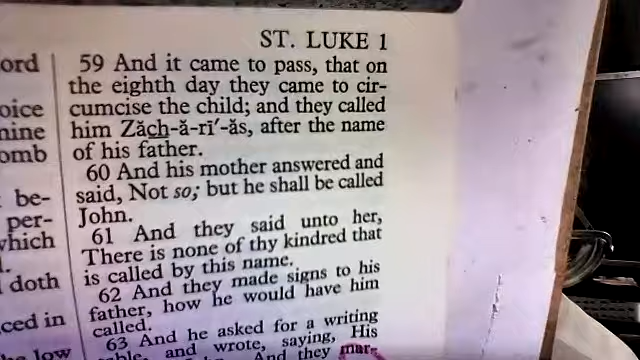 ST. LUKE 1
ord
oice
nine
omb
be-
per-
which
doth
ced in
low
59 And it came to pass, that on
the eighth day they came to cir-
cumcise the child; and they called
him Zăch-ă-rī′-ăs, after the name
of his father.
60 And his mother answered and
said, Not so; but he shall be called
John.
61 And they said unto her,
There is none of thy kindred that
is called by this name.
62 And they made signs to his
father, how he would have him
called.
63 And he asked for a writing
and wrote, saying, His
And they mar-